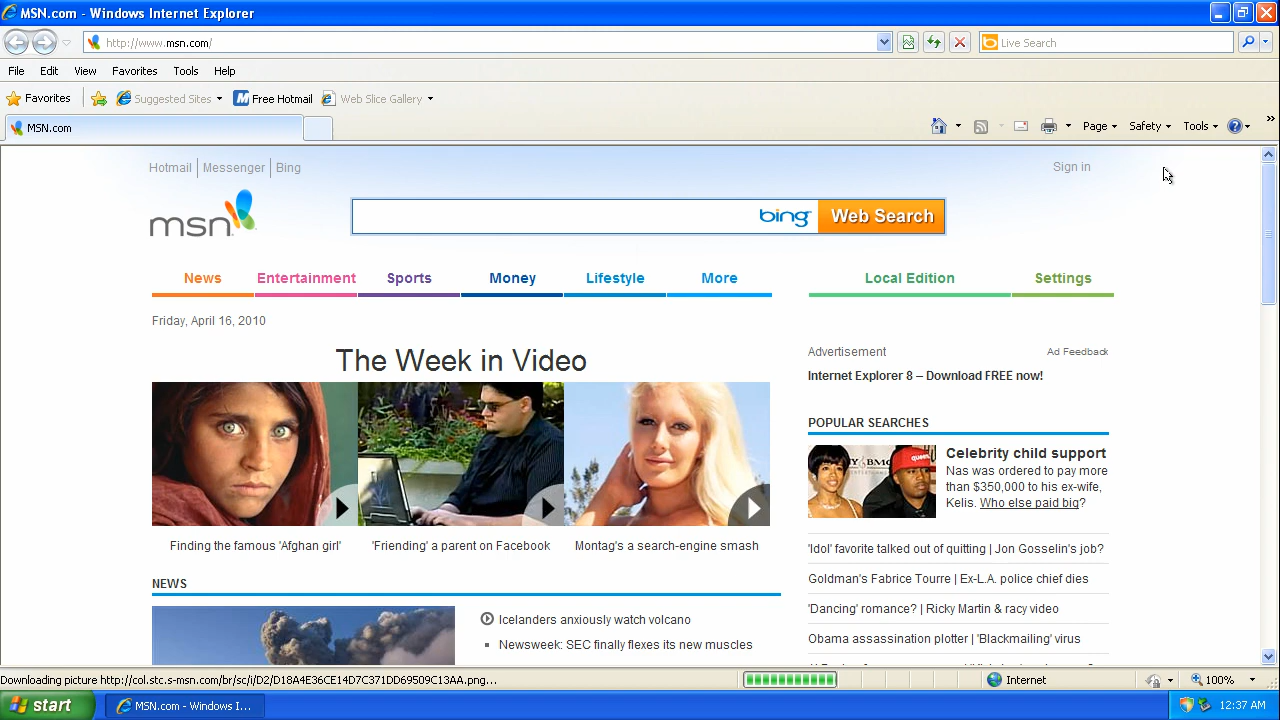 MSN.com - Windows Internet Explorer
http://www.msn.com/
Live Search
File Edit View Favorites Tools Help
Favorites Suggested Sites Free Hotmail Web Slice Gallery
MSN.com
Page Safety Tools
Hotmail Messenger Bing
Sign in
msn
bing Web Search
News Entertainment Sports Money Lifestyle More
Local Edition Settings
Friday, April 16, 2010
The Week in Video
Finding the famous 'Afghan girl'
'Friending' a parent on Facebook
Montag's a search-engine smash
NEWS
Icelanders anxiously watch volcano
Newsweek: SEC finally flexes its new muscles
Advertisement Ad Feedback
Internet Explorer 8 – Download FREE now!
POPULAR SEARCHES
Celebrity child support
Nas was ordered to pay more
than $350,000 to his ex-wife,
Kelis. Who else paid big?
'Idol' favorite talked out of quitting | Jon Gosselin's job?
Goldman's Fabrice Tourre | Ex-L.A. police chief dies
'Dancing' romance? | Ricky Martin & racy video
Obama assassination plotter | 'Blackmailing' virus
Downloading picture http://col.stc.s-msn.com/br/sc/i/D2/D18A4E36CE14D7C371DD69509C13AA.png...
Internet
100%
start
MSN.com - Windows I...
12:37 AM